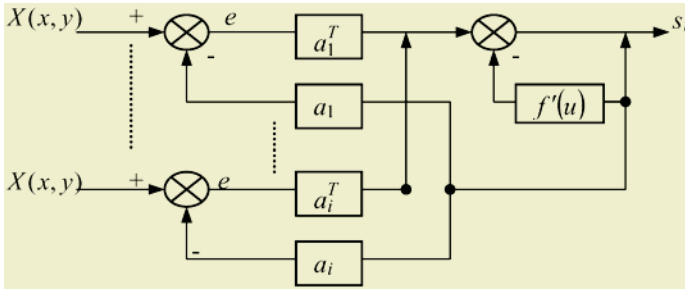 X(x, y) + e a₁ᵀ s
- -
a₁ f'(u)
X(x, y) + e aᵢᵀ
- aᵢ